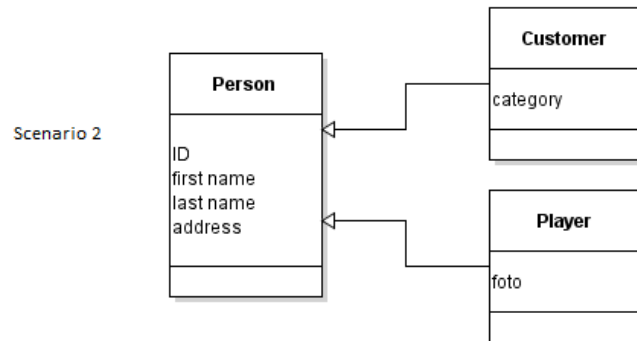 Scenario 2
Person
ID
first name
last name
address
Customer
category
Player
foto